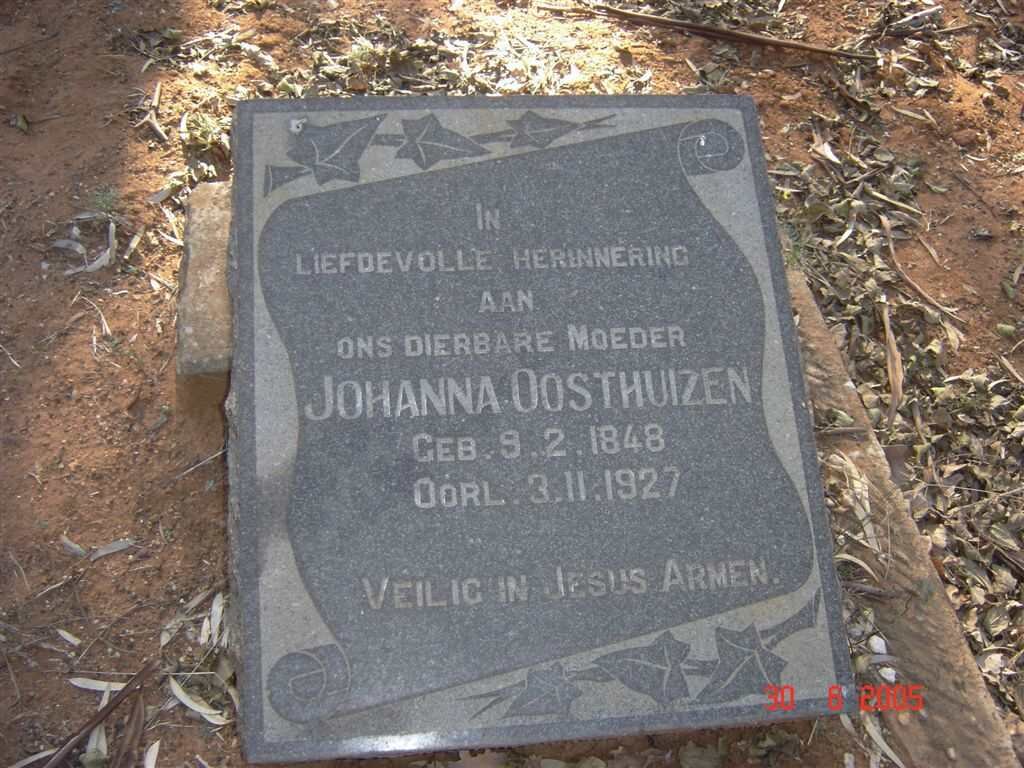 IN
LIEFDEVOLLE HERINNERING
AAN
ONS DIERBARE MOEDER
JOHANNA OOSTHUIZEN
GEB. 9.2.1848
OORL. 3.11.1927
VEILIG IN JESUS ARMEN.
30 8 2005